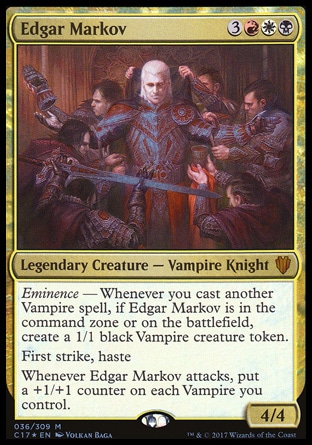 Edgar Markov 3
Legendary Creature — Vampire Knight
Eminence — Whenever you cast another
Vampire spell, if Edgar Markov is in the
command zone or on the battlefield,
create a 1/1 black Vampire creature token.
First strike, haste
Whenever Edgar Markov attacks, put
a +1/+1 counter on each Vampire you
control.
4/4
036/309 M
C17 ★ EN VOLKAN BAGA
™ & © 2017 Wizards of the Coast